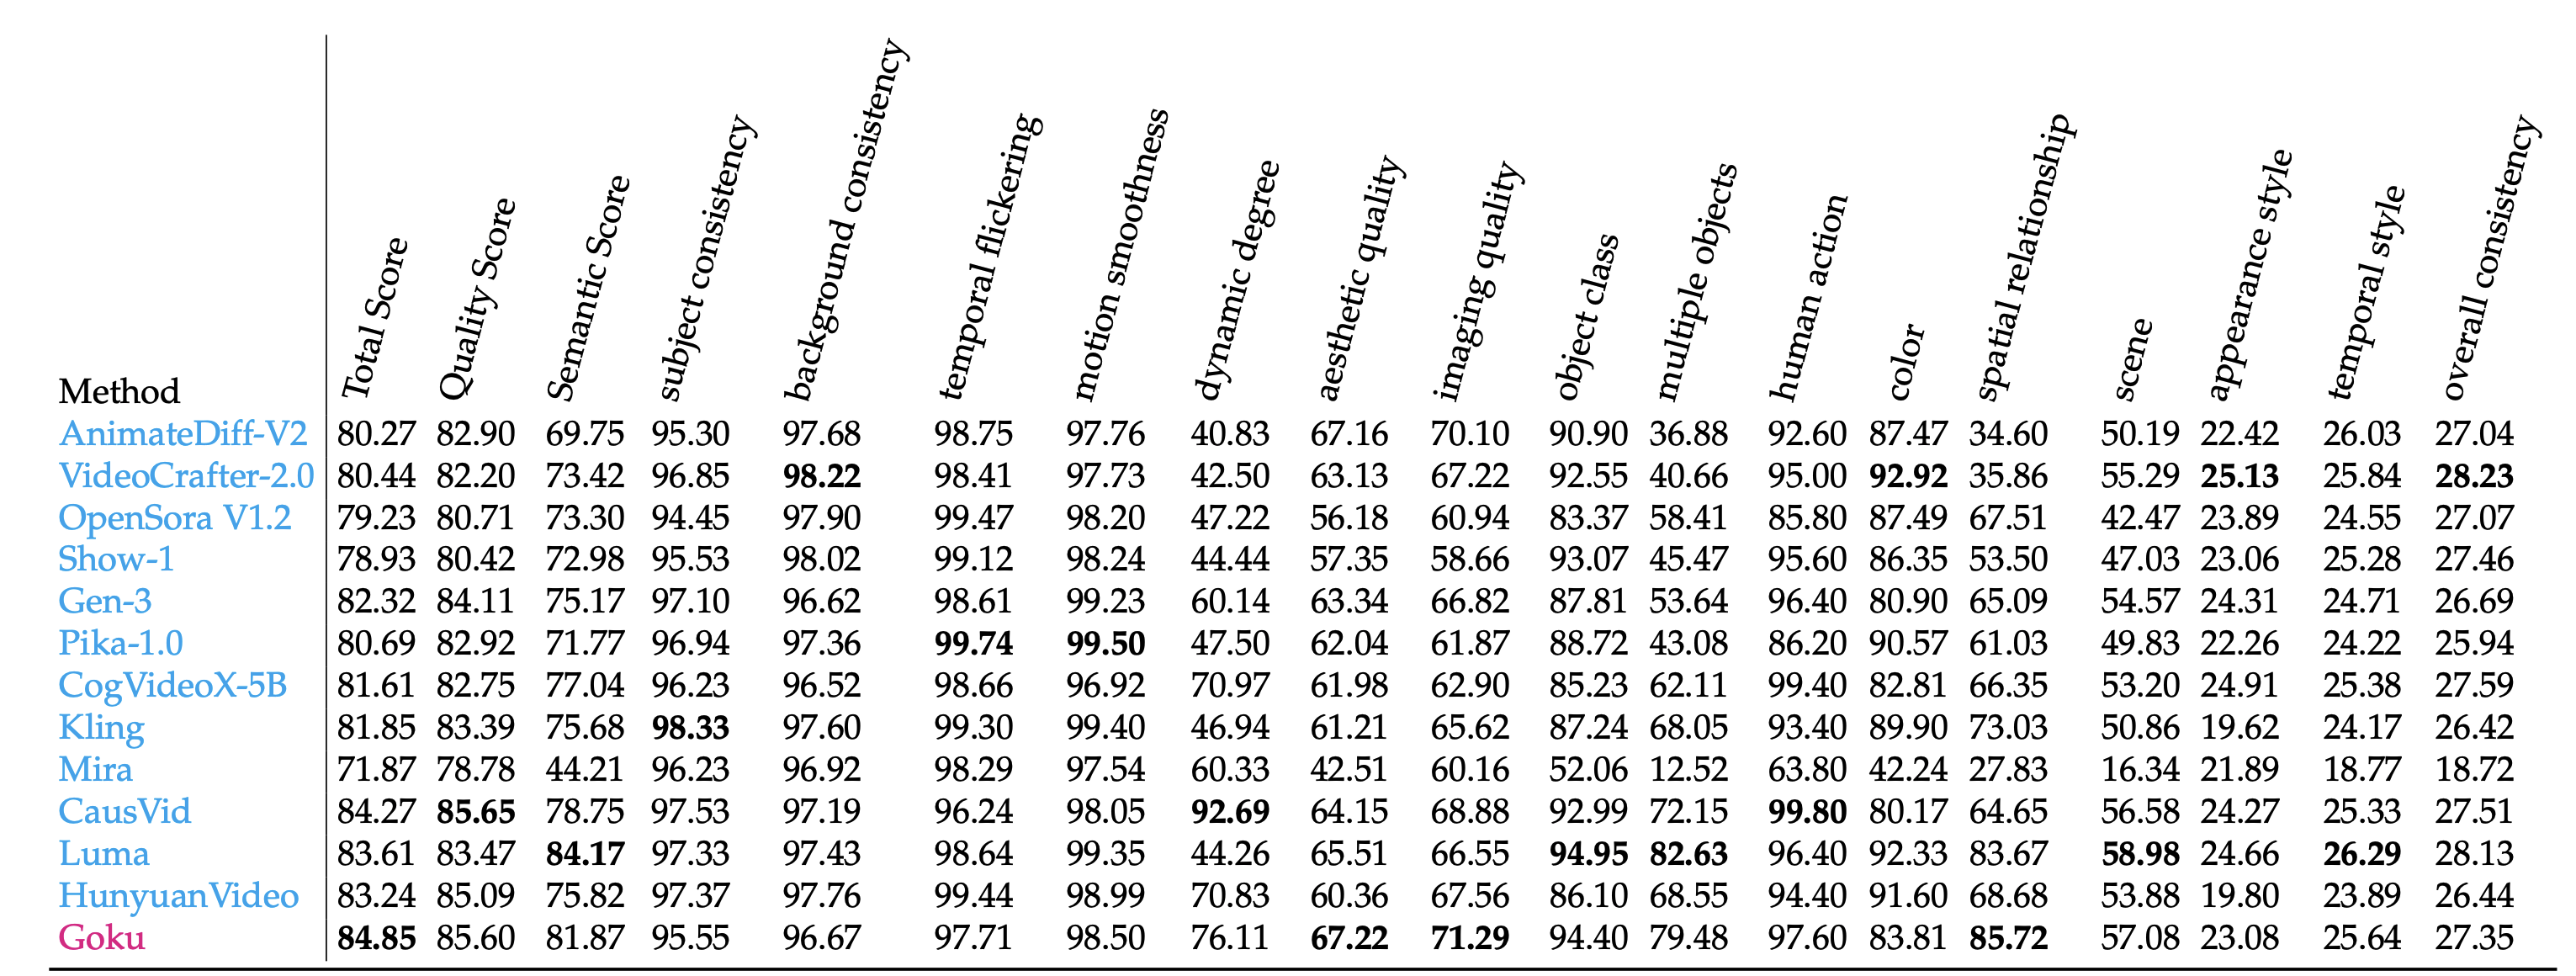 Method Total Score Quality Score Semantic Score subject consistency background consistency temporal flickering motion smoothness dynamic degree aesthetic quality imaging quality object class multiple objects human action color spatial relationship scene appearance style temporal style overall consistency
AnimateDiff-V2 80.27 82.90 69.75 95.30 97.68 98.75 97.76 40.83 67.16 70.10 90.90 36.88 92.60 87.47 34.60 50.19 22.42 26.03 27.04
VideoCrafter-2.0 80.44 82.20 73.42 96.85 98.22 98.41 97.73 42.50 63.13 67.22 92.55 40.66 95.00 92.92 35.86 55.29 25.13 25.84 28.23
OpenSora V1.2 79.23 80.71 73.30 94.45 97.90 99.47 98.20 47.22 56.18 60.94 83.37 58.41 85.80 87.49 67.51 42.47 23.89 24.55 27.07
Show-1 78.93 80.42 72.98 95.53 98.02 99.12 98.24 44.44 57.35 58.66 93.07 45.47 95.60 86.35 53.50 47.03 23.06 25.28 27.46
Gen-3 82.32 84.11 75.17 97.10 96.62 98.61 99.23 60.14 63.34 66.82 87.81 53.64 96.40 80.90 65.09 54.57 24.31 24.71 26.69
Pika-1.0 80.69 82.92 71.77 96.94 97.36 99.74 99.50 47.50 62.04 61.87 88.72 43.08 86.20 90.57 61.03 49.83 22.26 24.22 25.94
CogVideoX-5B 81.61 82.75 77.04 96.23 96.52 98.66 96.92 70.97 61.98 62.90 85.23 62.11 99.40 82.81 66.35 53.20 24.91 25.38 27.59
Kling 81.85 83.39 75.68 98.33 97.60 99.30 99.40 46.94 61.21 65.62 87.24 68.05 93.40 89.90 73.03 50.86 19.62 24.17 26.42
Mira 71.87 78.78 44.21 96.23 96.92 98.29 97.54 60.33 42.51 60.16 52.06 12.52 63.80 42.24 27.83 16.34 21.89 18.77 18.72
CausVid 84.27 85.65 78.75 97.53 97.19 96.24 98.05 92.69 64.15 68.88 92.99 72.15 99.80 80.17 64.65 56.58 24.27 25.33 27.51
Luma 83.61 83.47 84.17 97.33 97.43 98.64 99.35 44.26 65.51 66.55 94.95 82.63 96.40 92.33 83.67 58.98 24.66 26.29 28.13
HunyuanVideo 83.24 85.09 75.82 97.37 97.76 99.44 98.99 70.83 60.36 67.56 86.10 68.55 94.40 91.60 68.68 53.88 19.80 23.89 26.44
Goku 84.85 85.60 81.87 95.55 96.67 97.71 98.50 76.11 67.22 71.29 94.40 79.48 97.60 83.81 85.72 57.08 23.08 25.64 27.35